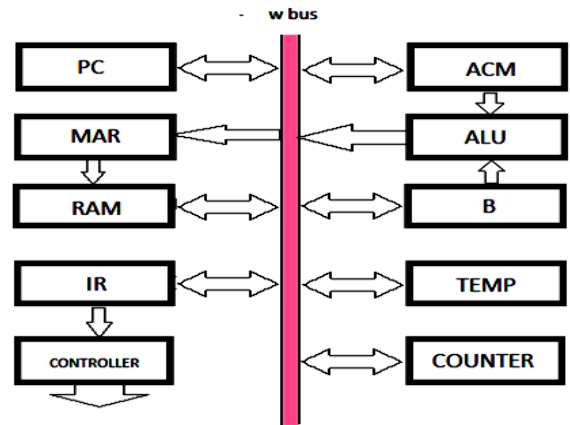 - w bus
PC
ACM
MAR
ALU
RAM
B
IR
TEMP
CONTROLLER
COUNTER